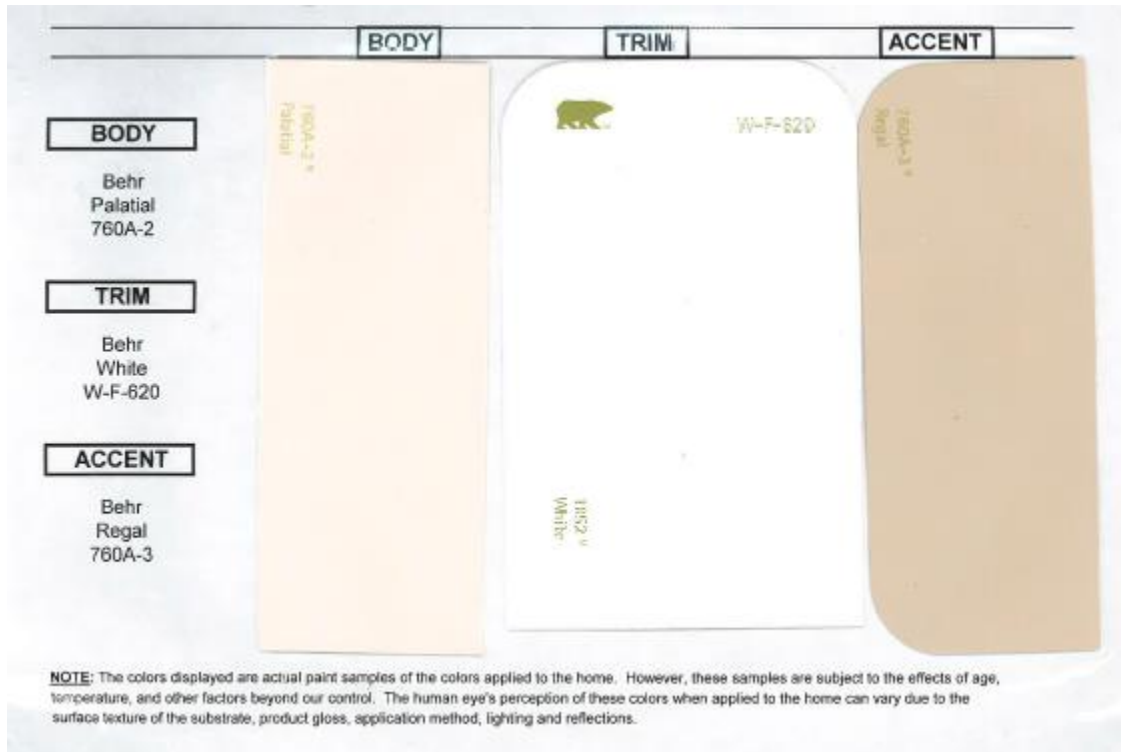 BODY TRIM ACCENT
BODY
Behr
Palatial
760A-2
TRIM
Behr
White
W-F-620
ACCENT
Behr
Regal
760A-3
760A-2
Palatial
W-F-620
1852
White
760A-3
Regal
NOTE: The colors displayed are actual paint samples of the colors applied to the home. However, these samples are subject to the effects of age,
temperature, and other factors beyond our control. The human eye's perception of these colors when applied to the home can vary due to the
surface texture of the substrate, product gloss, application method, lighting and reflections.